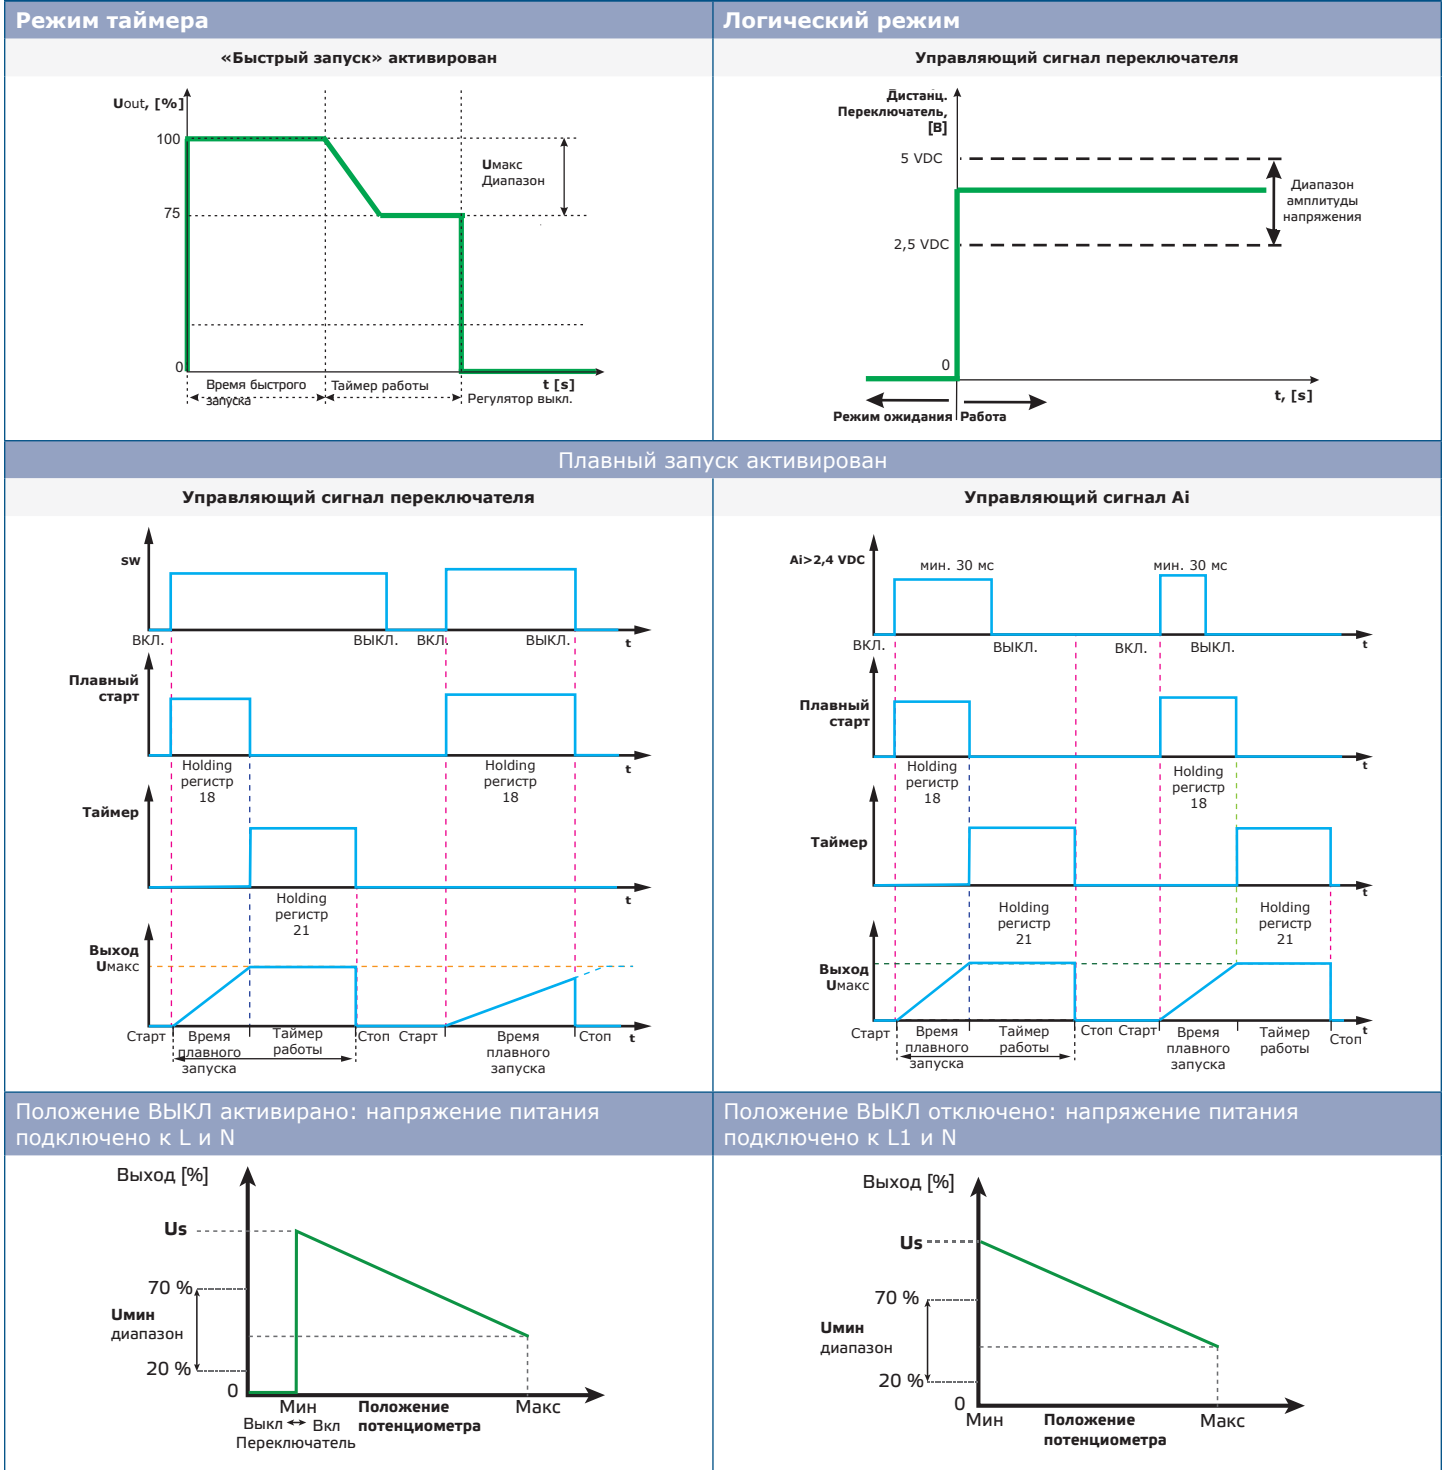 Режим таймера
«Быстрый запуск» активирован
Uout, [%]
100
75
0
Uмакс
Диапазон
Время быстрого
запуска
Таймер работы
t [s]
Регулятор выкл.
Логический режим
Управляющий сигнал переключателя
Дистанц.
Переключатель,
[В]
5 VDC
2,5 VDC
0
Диапазон
амплитуды
напряжения
t, [s]
Режим ожидания
Работа
Плавный запуск активирован
Управляющий сигнал переключателя
SW
ВКЛ.
ВЫКЛ.
ВКЛ.
ВЫКЛ.
t
Плавный
старт
Holding
регистр
18
Holding
регистр
18
t
Таймер
Holding
регистр
21
t
Выход
Uмакс
Старт
Время
плавного
запуска
Таймер
работы
Стоп
Старт
Время
плавного
запуска
Стоп
t
Управляющий сигнал Ai
Ai>2,4 VDC
мин. 30 мс
мин. 30 мс
ВКЛ.
ВЫКЛ.
ВКЛ.
ВЫКЛ.
t
Плавный
старт
Holding
регистр
18
Holding
регистр
18
t
Таймер
Holding
регистр
21
Holding
регистр
21
t
Выход
Uмакс
Старт
Время
плавного
запуска
Таймер
работы
Стоп
Старт
Время
плавного
запуска
Таймер
работы
Стоп
t
Положение ВЫКЛ активирано: напряжение питания
подключено к L и N
Выход [%]
Us
70 %
Uмин
диапазон
20 %
0
Мин
Выкл
Вкл
Переключатель
Положение
потенциометра
Макс
Положение ВЫКЛ отключено: напряжение питания
подключено к L1 и N
Выход [%]
Us
70 %
Uмин
диапазон
20 %
0
Мин
Положение
потенциометра
Макс